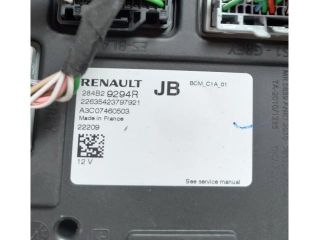 RENAULT
JB
BCM_C1A_01
284B2 9294R
22635423797921
A3C07460503
Made in France
22209
12 V
See service manual